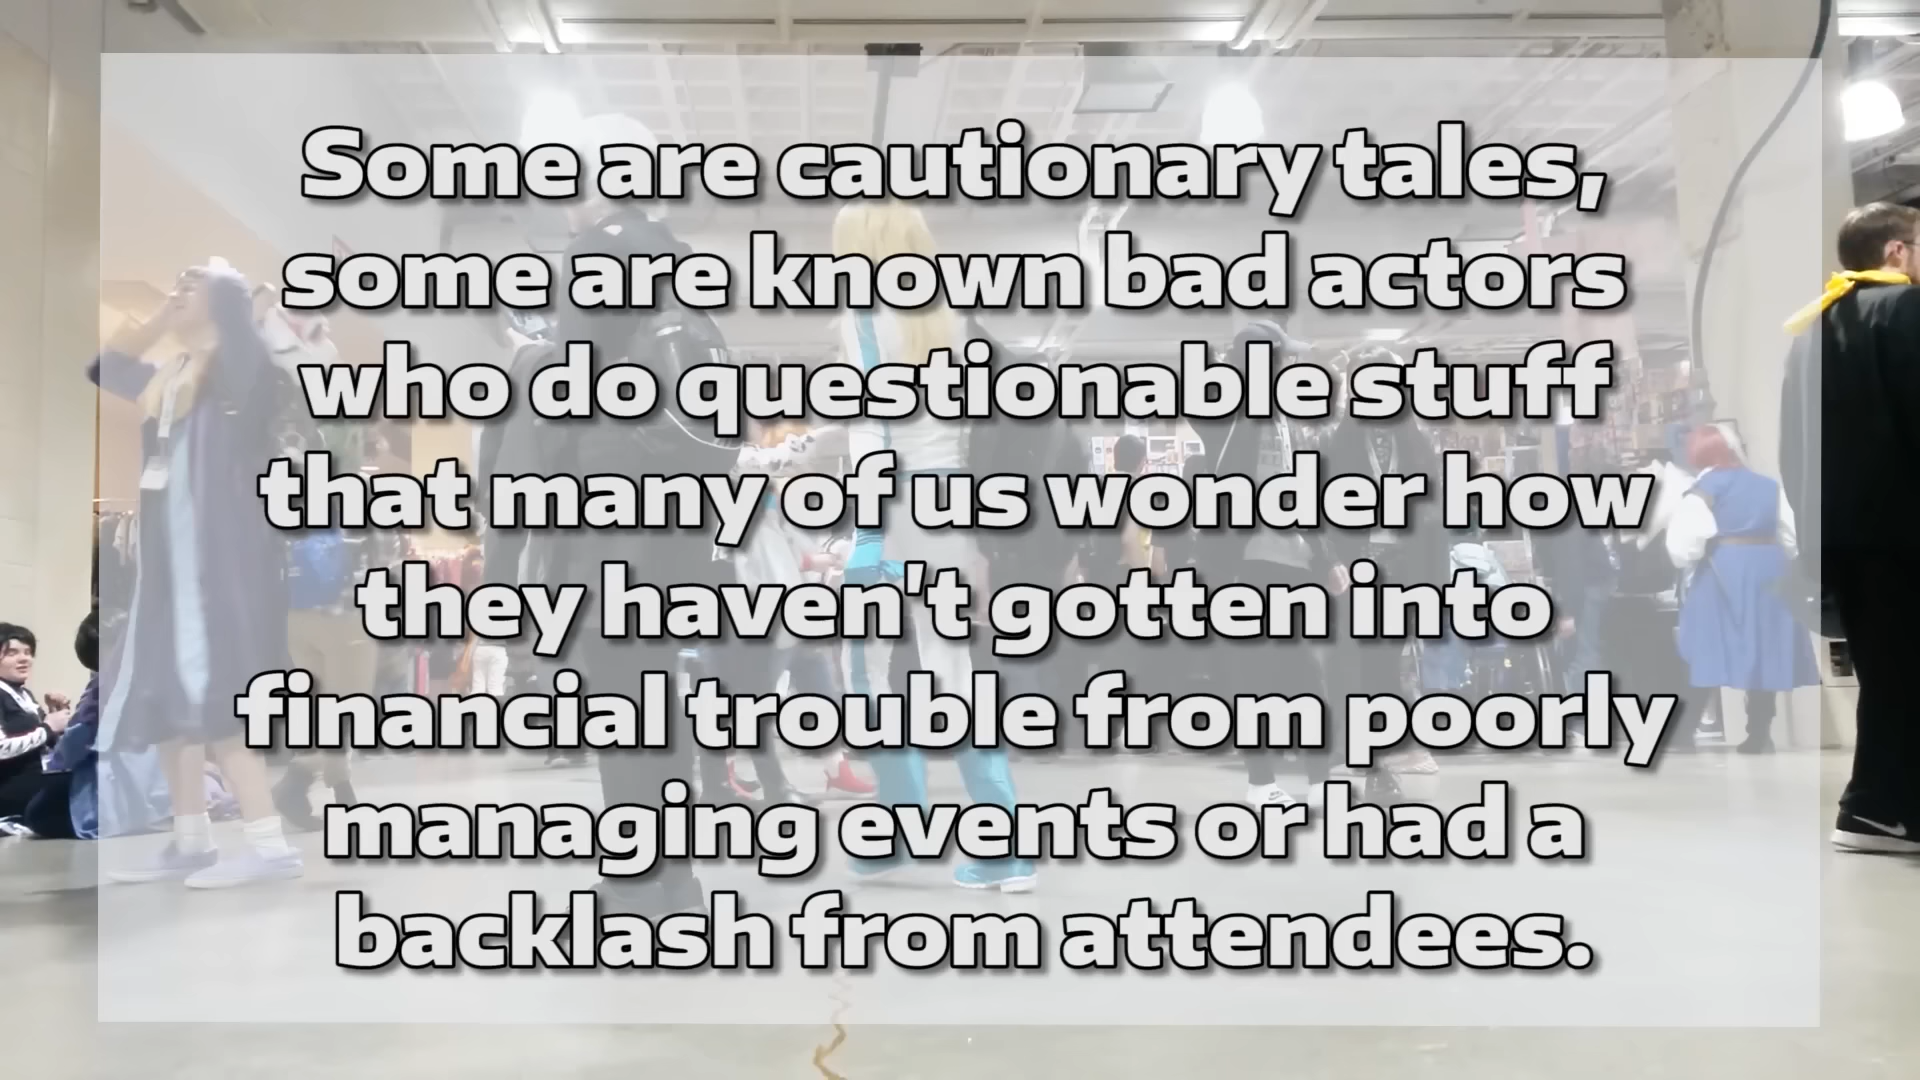 Some are cautionary tales,
some are known bad actors
who do questionable stuff
that many of us wonder how
they haven't gotten into
financial trouble from poorly
managing events or had a
backlash from attendees.